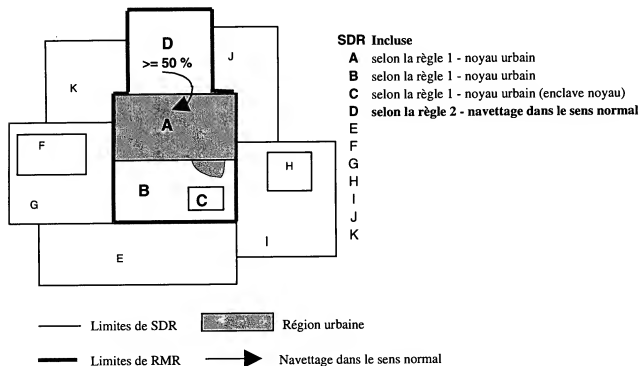 D
>= 50 %
J
K
A
F
H
B
C
G
I
E
SDR Incluse
A selon la règle 1 - noyau urbain
B selon la règle 1 - noyau urbain
C selon la règle 1 - noyau urbain (enclave noyau)
D selon la règle 2 - navettage dans le sens normal
E
F
G
H
I
J
K
Limites de SDR
Région urbaine
Limites de RMR
Navettage dans le sens normal